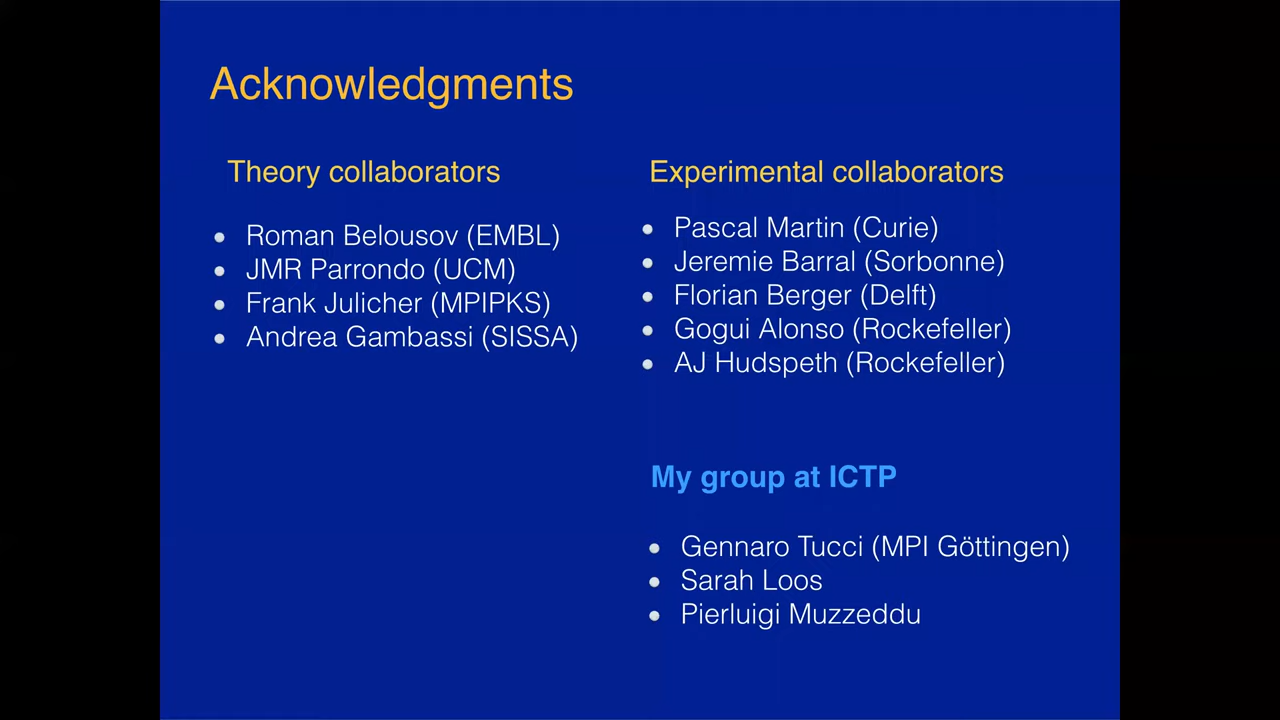 Acknowledgments
Theory collaborators
• Roman Belousov (EMBL)
• JMR Parrondo (UCM)
• Frank Julicher (MPIPKS)
• Andrea Gambassi (SISSA)
Experimental collaborators
• Pascal Martin (Curie)
• Jeremie Barral (Sorbonne)
• Florian Berger (Delft)
• Gogui Alonso (Rockefeller)
• AJ Hudspeth (Rockefeller)
My group at ICTP
• Gennaro Tucci (MPI Göttingen)
• Sarah Loos
• Pierluigi Muzzeddu